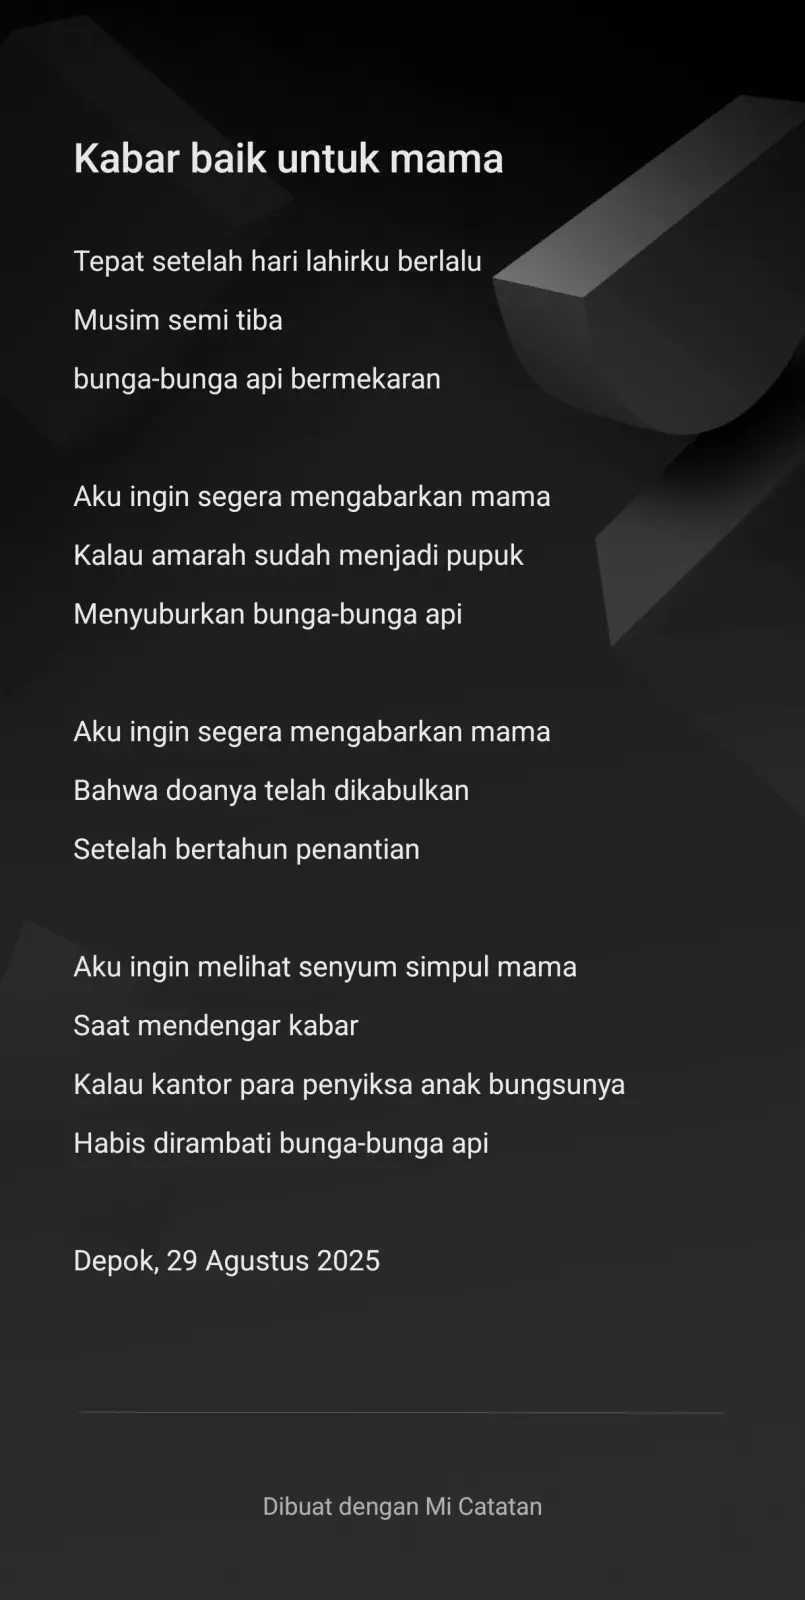 Kabar baik untuk mama
Tepat setelah hari lahirku berlalu
Musim semi tiba
bunga-bunga api bermekaran
Aku ingin segera mengabarkan mama
Kalau amarah sudah menjadi pupuk
Menyuburkan bunga-bunga api
Aku ingin segera mengabarkan mama
Bahwa doanya telah dikabulkan
Setelah bertahun penantian
Aku ingin melihat senyum simpul mama
Saat mendengar kabar
Kalau kantor para penyiksa anak bungsunya
Habis dirambati bunga-bunga api
Depok, 29 Agustus 2025
Dibuat dengan Mi Catatan